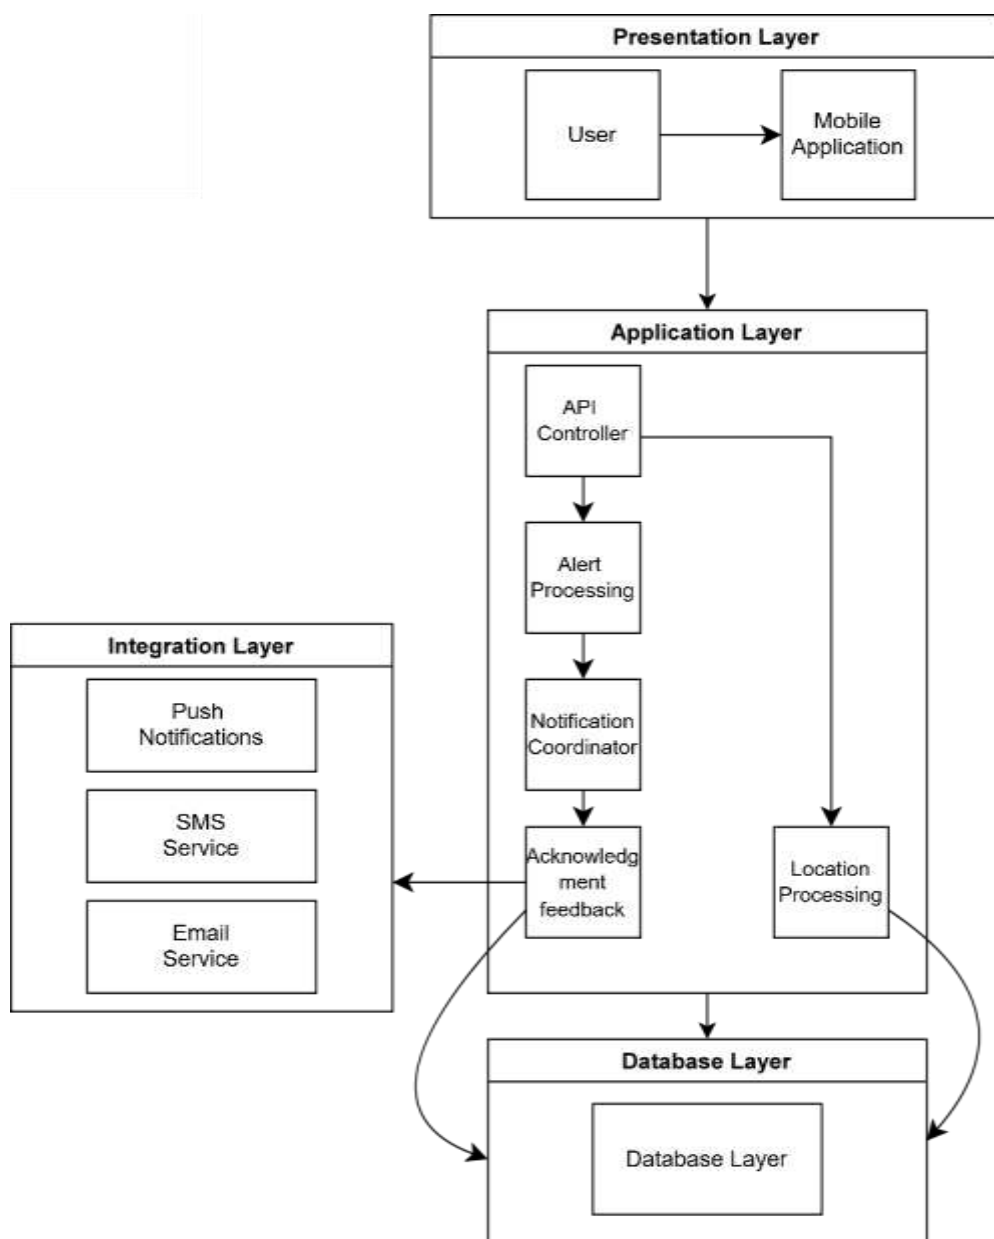 Presentation Layer
User
Mobile
Application
Application Layer
API
Controller
Alert
Processing
Integration Layer
Push
Notifications
Notification
Coordinator
SMS
Service
Acknowledg
ment
feedback
Location
Processing
Email
Service
Database Layer
Database Layer